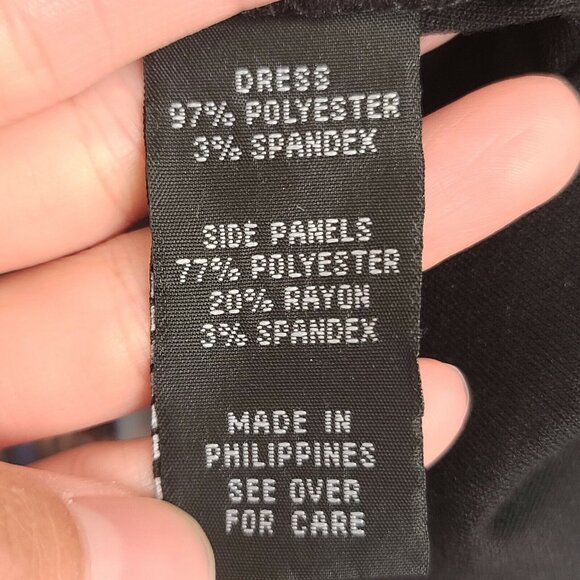 DRESS
97% POLYESTER
3% SPANDEX
SIDE PANELS
77% POLYESTER
20% RAYON
3% SPANDEX
MADE IN
PHILIPPINES
SEE OVER
FOR CARE